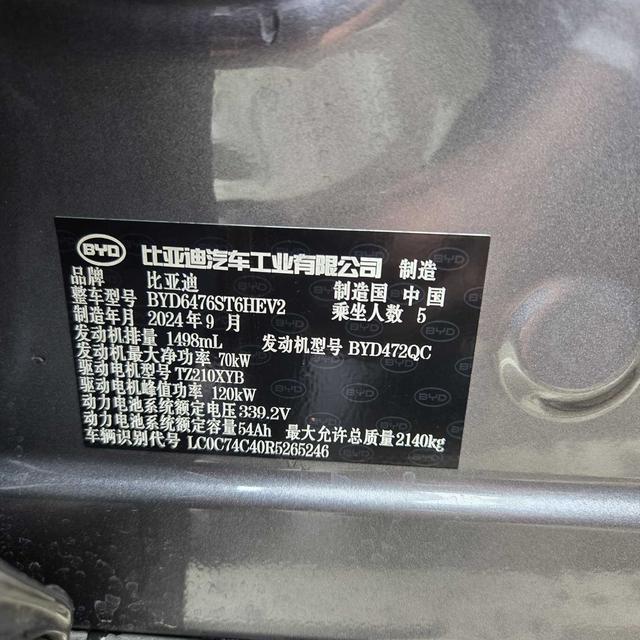 BYD 比亚迪汽车工业有限公司 制造
品牌 比亚迪 制造国 中国
整车型号 BYD6476ST6HEV2 乘坐人数 5
制造年月 2024年9月
发动机排量 1498mL 发动机型号 BYD472QC
发动机最大净功率 70kW
驱动电机型号 TZ210XYB
驱动电机峰值功率 120kW
动力电池系统额定电压 339.2V
动力电池系统额定容量 54Ah 最大允许总质量 2140kg
车辆识别代号 LC0C74C40R5265246